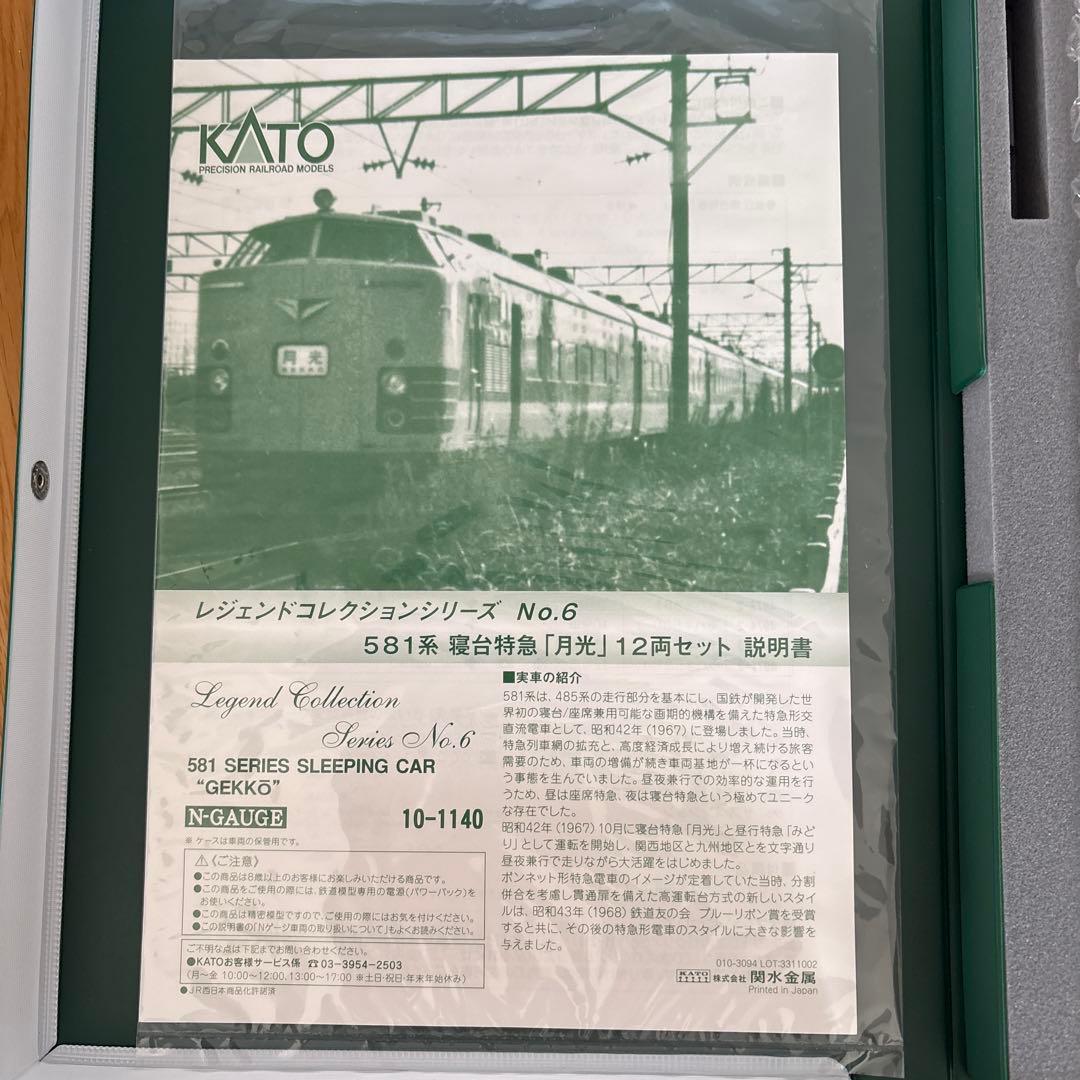 KATO
PRECISION RAILROAD MODELS
月光
レジェンドコレクションシリーズ No.6
581系 寝台特急「月光」12両セット 説明書
Legend Collection
Series No.6
581 SERIES SLEEPING CAR
“GEKKŌ”
N-GAUGE
10-1140
※ ケースは車両の保管用です。
⚠《ご注意》
●この商品は8歳以上のお客様にお楽しみいただける商品です。
●この商品をご使用の際には、鉄道模型専用の電源(パワーパック)を
お使いください。
●この商品は精密模型ですので、ご使用の際にはお気を付けください。
●この説明書の「Nゲージ車両の取り扱いについて」もよくお読みください。
ご不明な点は下記までお問い合わせください。
●KATOお客様サービス係 ☎03-3954-2503
(月〜金 10:00〜12:00、13:00〜17:00 ※土日・祝日・年末年始休み)
●JR西日本商品化許諾済
■実車の紹介
581系は、485系の走行部分を基本にし、国鉄が開発した世
界初の寝台/座席兼用可能な画期的機構を備えた特急形交
直流電車として、昭和42年(1967)に登場しました。当時、
特急列車網の拡充と、高度経済成長により増え続ける旅客
需要のため、車両の増備が続き車両基地が一杯になるとい
う事態を生んでいました。昼夜兼行での効率的な運用を行
うため、昼は座席特急、夜は寝台特急という極めてユニーク
な存在でした。
昭和42年(1967)10月に寝台特急「月光」と昼行特急「みど
り」として運転を開始し、関西地区と九州地区とを文字通り
昼夜兼行で走りながら大活躍をはじめました。
ボンネット形特急電車のイメージが定着していた当時、分割
併合を考慮し貫通扉を備えた高運転台方式の新しいスタイ
ルは、昭和43年(1968)鉄道友の会 ブルーリボン賞を受賞
すると共に、その後の特急形電車のスタイルに大きな影響を
与えました。
010-3094 LOT:3311002
KATO 株式会社 関水金属
Printed in Japan